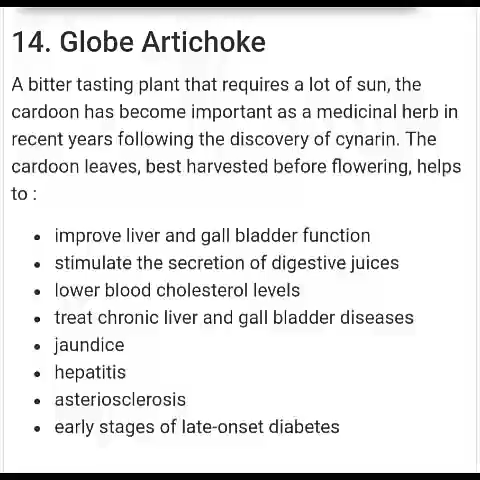 14. Globe Artichoke
A bitter tasting plant that requires a lot of sun, the
cardoon has become important as a medicinal herb in
recent years following the discovery of cynarin. The
cardoon leaves, best harvested before flowering, helps
to :
• improve liver and gall bladder function
• stimulate the secretion of digestive juices
• lower blood cholesterol levels
• treat chronic liver and gall bladder diseases
• jaundice
• hepatitis
• asteriosclerosis
• early stages of late-onset diabetes